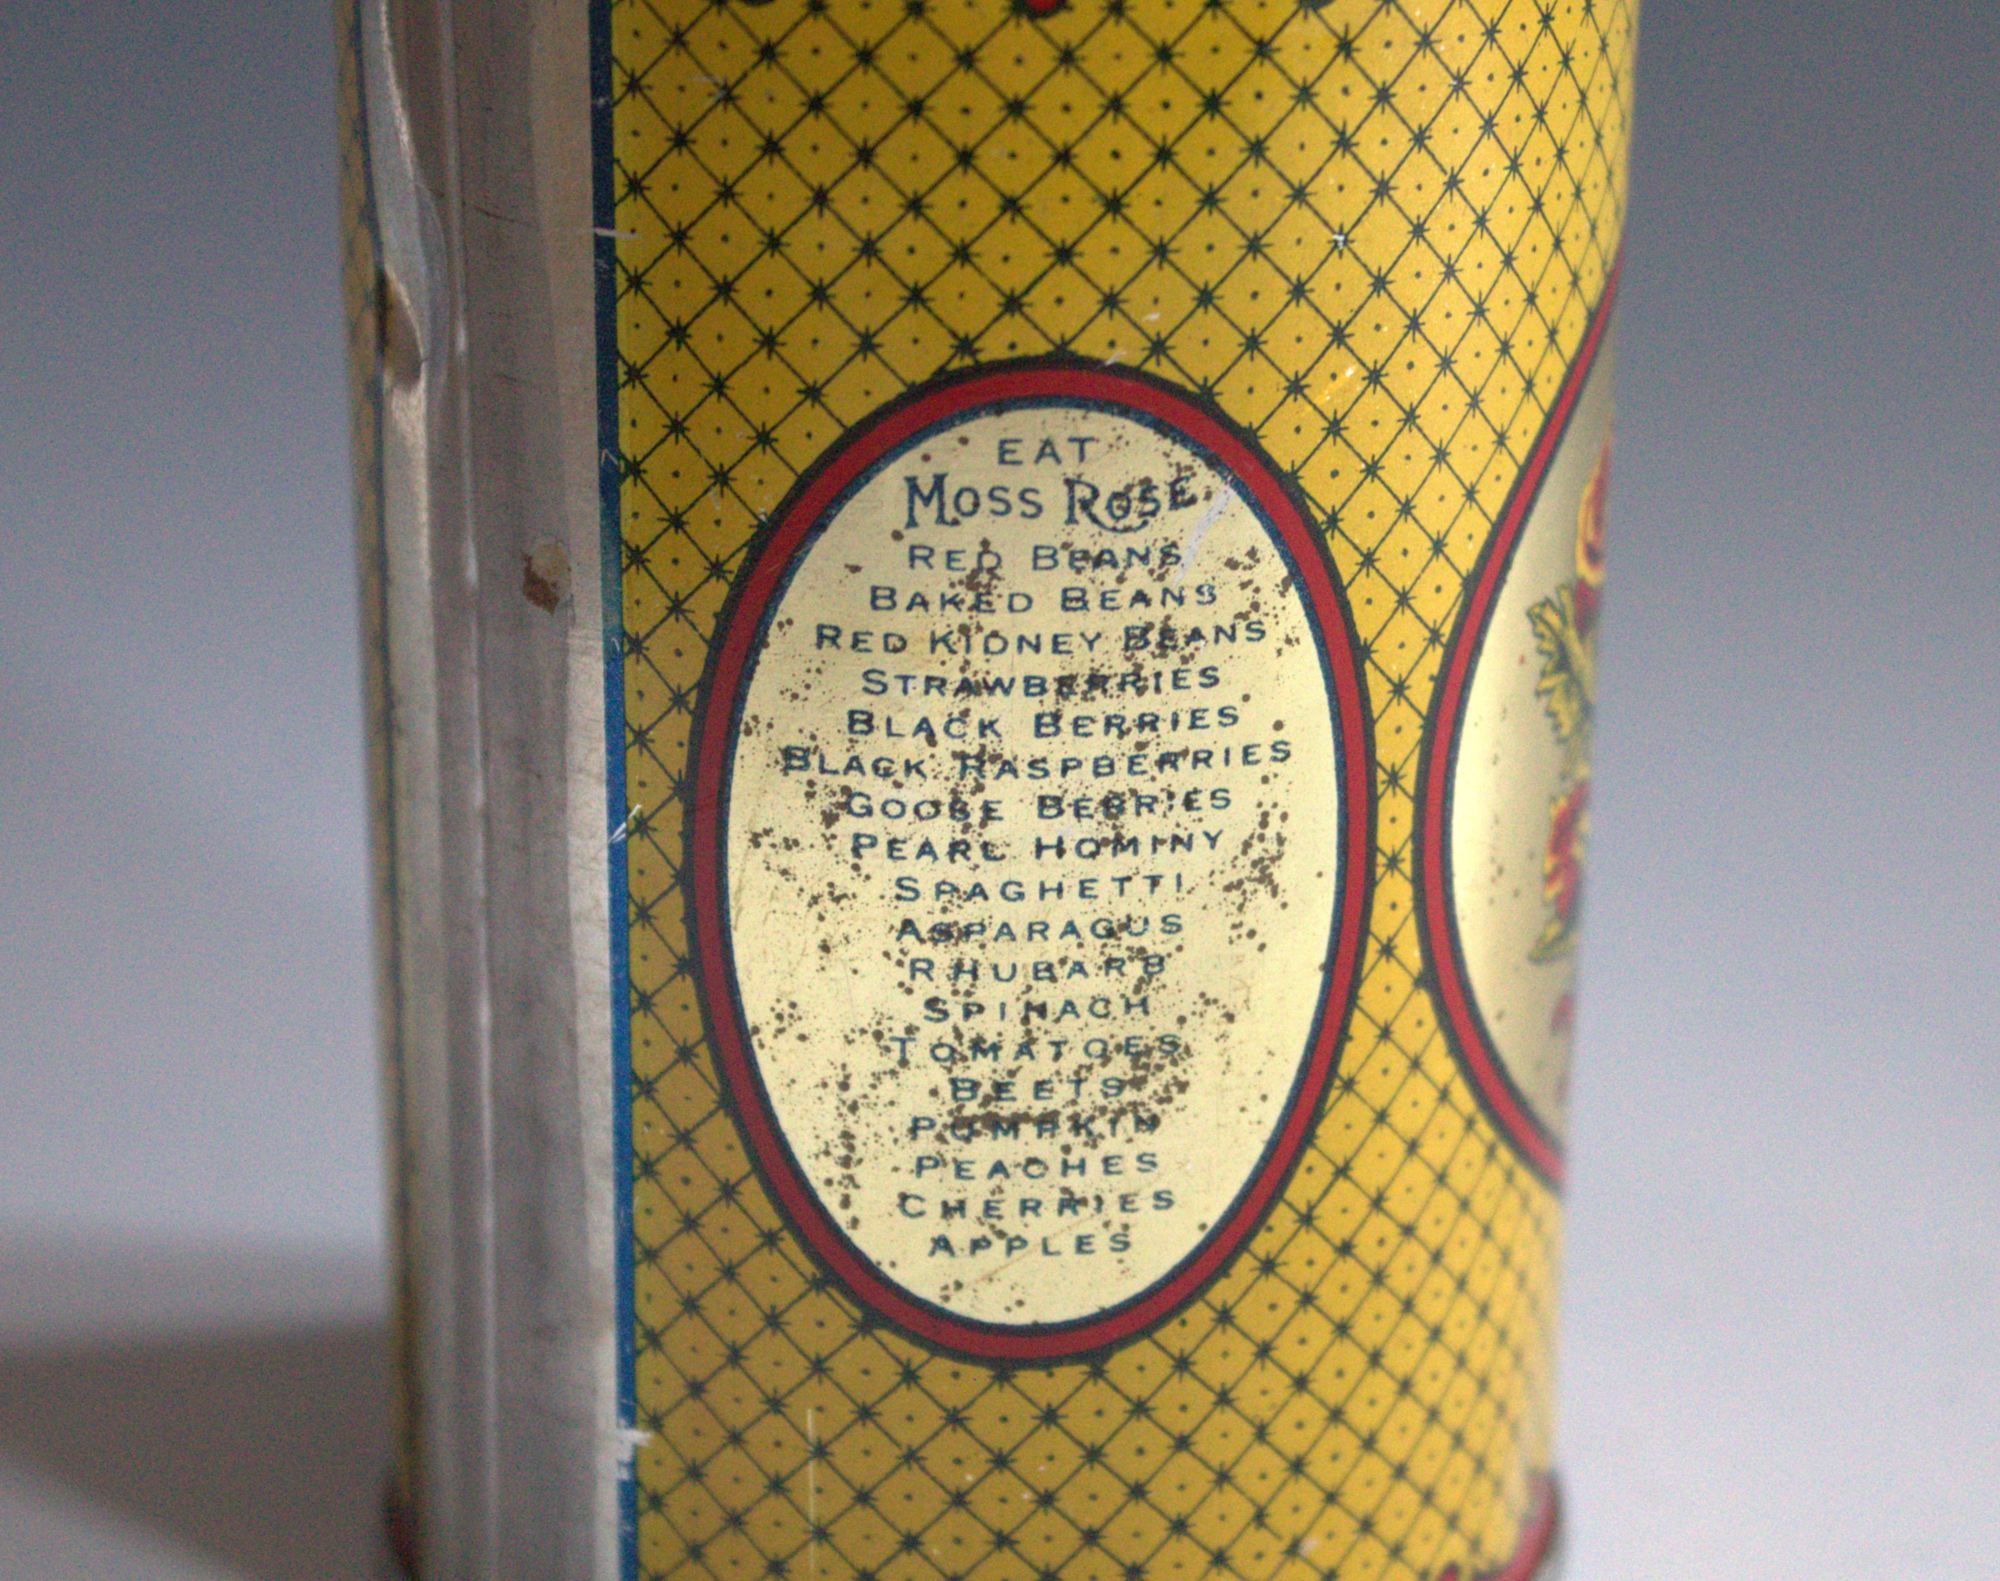 EAT
MOSS ROSE
RED BEANS
BAKED BEANS
RED KIDNEY BEANS
STRAWBERRIES
BLACK BERRIES
BLACK RASPBERRIES
GOOSE BERRIES
PEARL HOMINY
SPAGHETTI
ASPARAGUS
RHUBARB
SPINACH
TOMATOES
BEETS
PUMPKIN
PEACHES
CHERRIES
APPLES